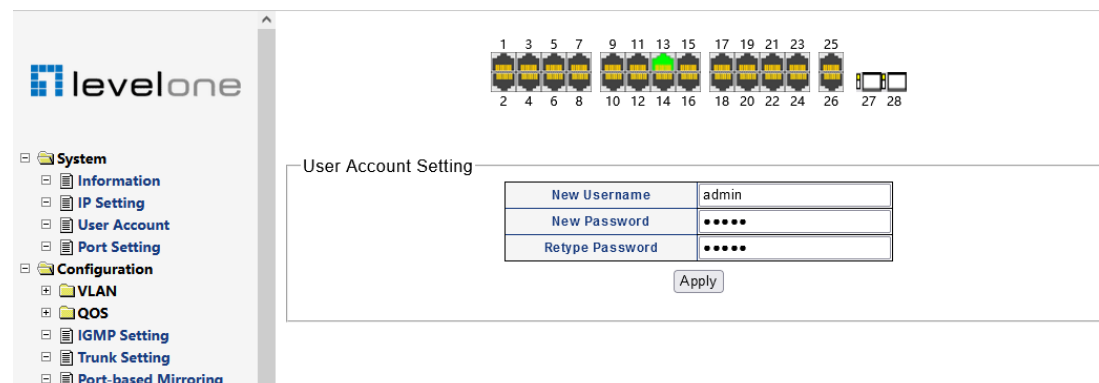 1 3 5 7 9 11 13 15 17 19 21 23 25
levelone
2 4 6 8 10 12 14 16 18 20 22 24 26 27 28
System
Information
IP Setting
User Account
Port Setting
Configuration
VLAN
QOS
IGMP Setting
Trunk Setting
Port-based Mirroring
User Account Setting
New Username admin
New Password •••••
Retype Password •••••
Apply